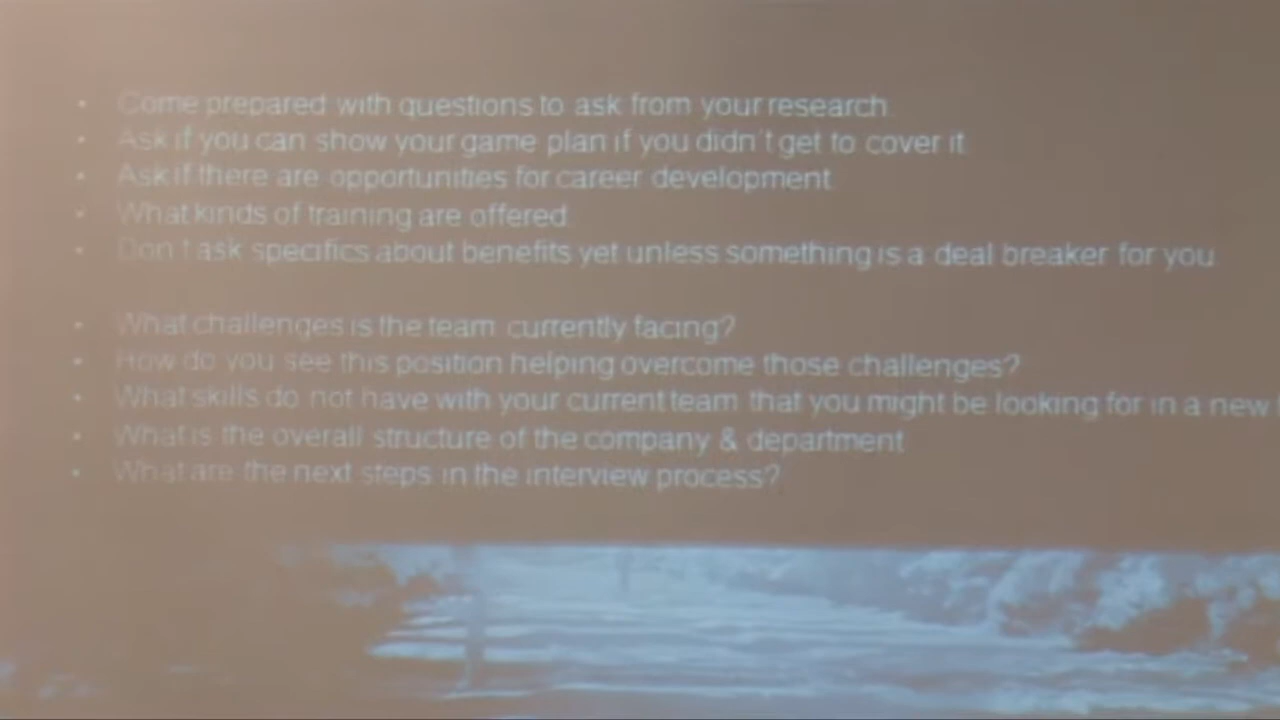 • Come prepared with questions to ask from your research.
• Ask if you can show your game plan if you didn't get to cover it
• Ask if there are opportunities for career development
• What kinds of training are offered
• Don't ask specifics about benefits yet unless something is a deal breaker for you
• What challenges is the team currently facing?
• How do you see this position helping overcome those challenges?
• What skills do not have with your current team that you might be looking for in a new
• What is the overall structure of the company & department
• What are the next steps in the interview process?